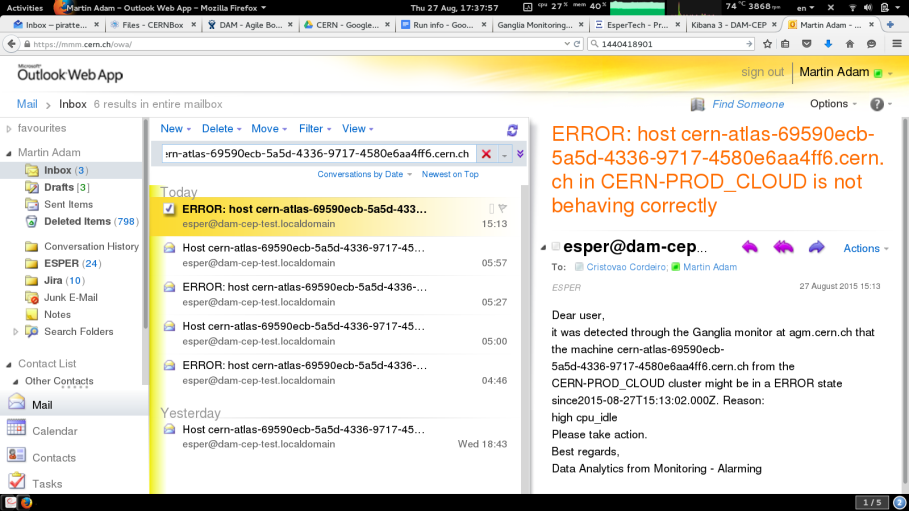 Activities
Martin Adam – Outlook Web App – Mozilla Firefox
Thu 27 Aug, 17:37:57
cpu 27%
mem 40%
74 °C 3868 rpm
en
Inbox – piratte...
Files - CERNBox
DAM - Agile Bo...
CERN - Google...
Run info - Goo...
Ganglia Monitoring...
EsperTech - Pro...
Kibana 3 - DAM-CEP
Martin Adam - ...
https://mmm.cern.ch/owa/
1440418901
Microsoft
Outlook Web App
sign out
Martin Adam
Mail > Inbox 6 results in entire mailbox
Find Someone
Options
?
favourites
Martin Adam
Inbox (3)
Drafts [3]
Sent Items
Deleted Items (798)
Conversation History
ESPER (24)
Jira (10)
Junk E-Mail
Notes
Search Folders
Contact List
Other Contacts
Mail
Calendar
Contacts
Tasks
New
Delete
Move
Filter
View
rn-atlas-69590ecb-5a5d-4336-9717-4580e6aa4ff6.cern.ch
Conversations by Date
Newest on Top
Today
ERROR: host cern-atlas-69590ecb-5a5d-433...
esper@dam-cep-test.localdomain
15:13
Host cern-atlas-69590ecb-5a5d-4336-9717-45...
esper@dam-cep-test.localdomain
05:57
ERROR: host cern-atlas-69590ecb-5a5d-4336-...
esper@dam-cep-test.localdomain
05:27
Host cern-atlas-69590ecb-5a5d-4336-9717-45...
esper@dam-cep-test.localdomain
05:00
ERROR: host cern-atlas-69590ecb-5a5d-4336-...
esper@dam-cep-test.localdomain
04:46
Yesterday
Host cern-atlas-69590ecb-5a5d-4336-9717-45...
esper@dam-cep-test.localdomain
Wed 18:43
ERROR: host cern-atlas-69590ecb-
5a5d-4336-9717-4580e6aa4ff6.cern.
ch in CERN-PROD_CLOUD is not
behaving correctly
esper@dam-cep...
Actions
To: Cristovao Cordeiro; Martin Adam
ESPER
27 August 2015 15:13
Dear user,
it was detected through the Ganglia monitor at agm.cern.ch that
the machine cern-atlas-69590ecb-
5a5d-4336-9717-4580e6aa4ff6.cern.ch from the
CERN-PROD_CLOUD cluster might be in a ERROR state
since2015-08-27T15:13:02.000Z. Reason:
high cpu_idle
Please take action.
Best regards,
Data Analytics from Monitoring - Alarming
1 / 5
2